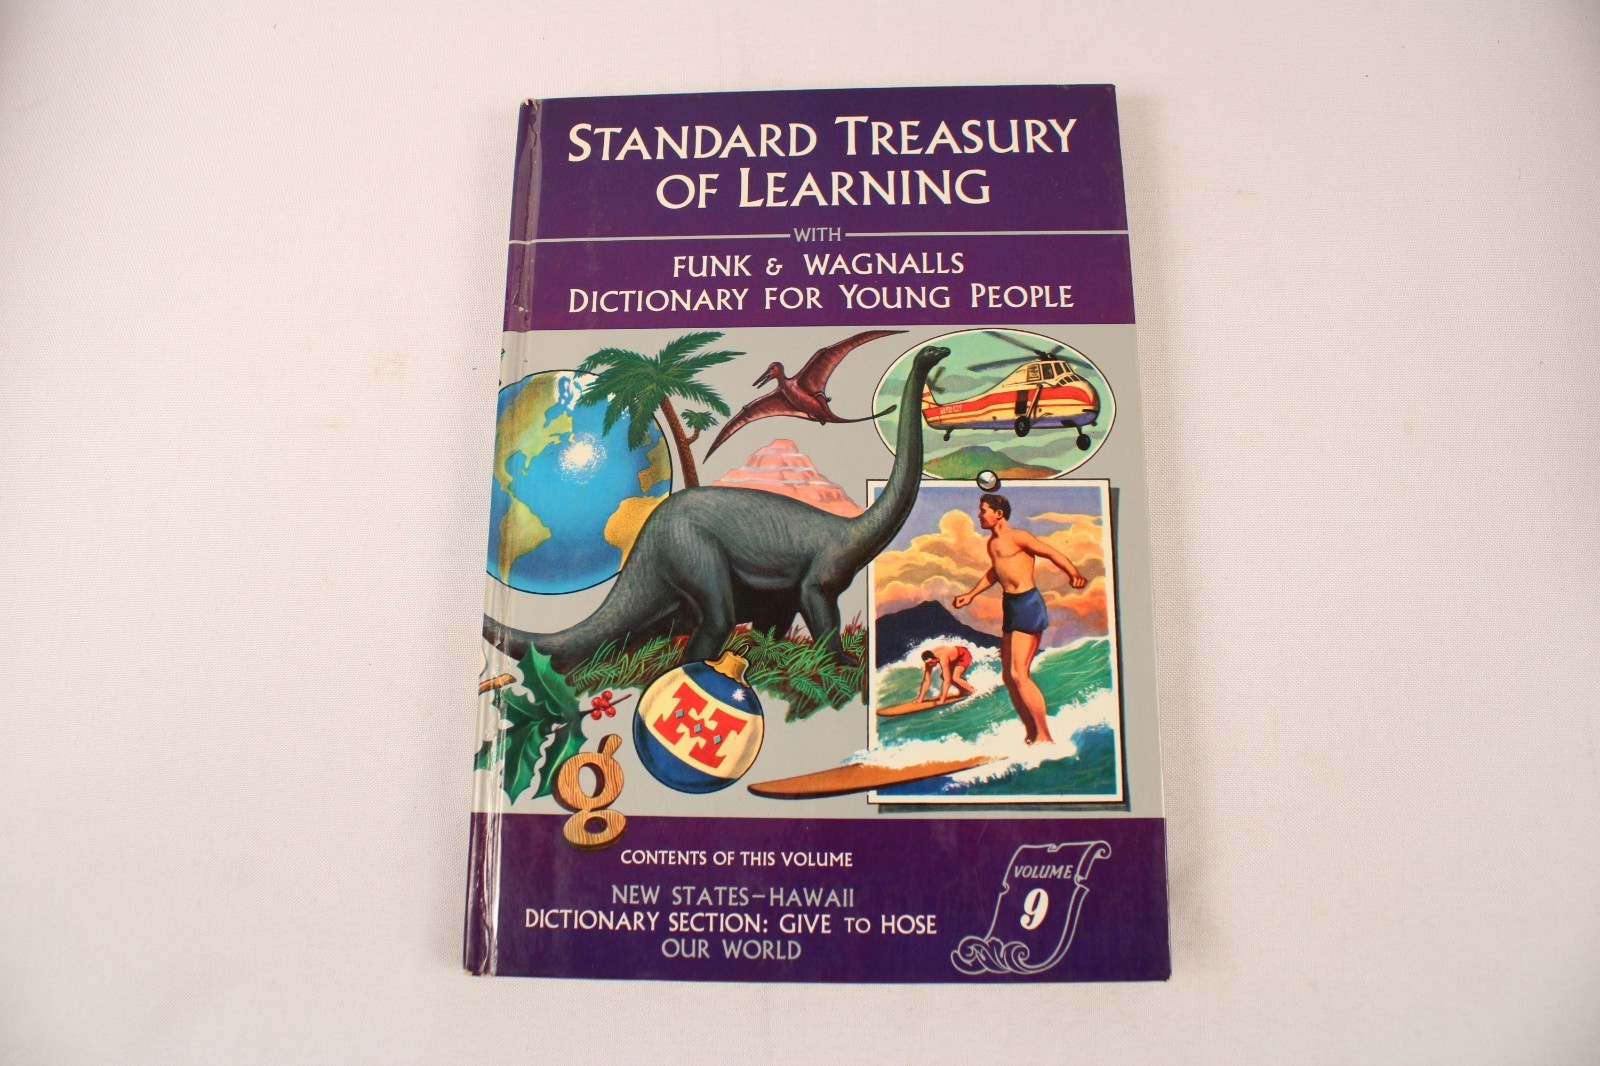 STANDARD TREASURY
OF LEARNING
WITH
FUNK & WAGNALLS
DICTIONARY FOR YOUNG PEOPLE
H
g
CONTENTS OF THIS VOLUME
NEW STATES—HAWAII
DICTIONARY SECTION: GIVE TO HOSE
OUR WORLD
VOLUME
9